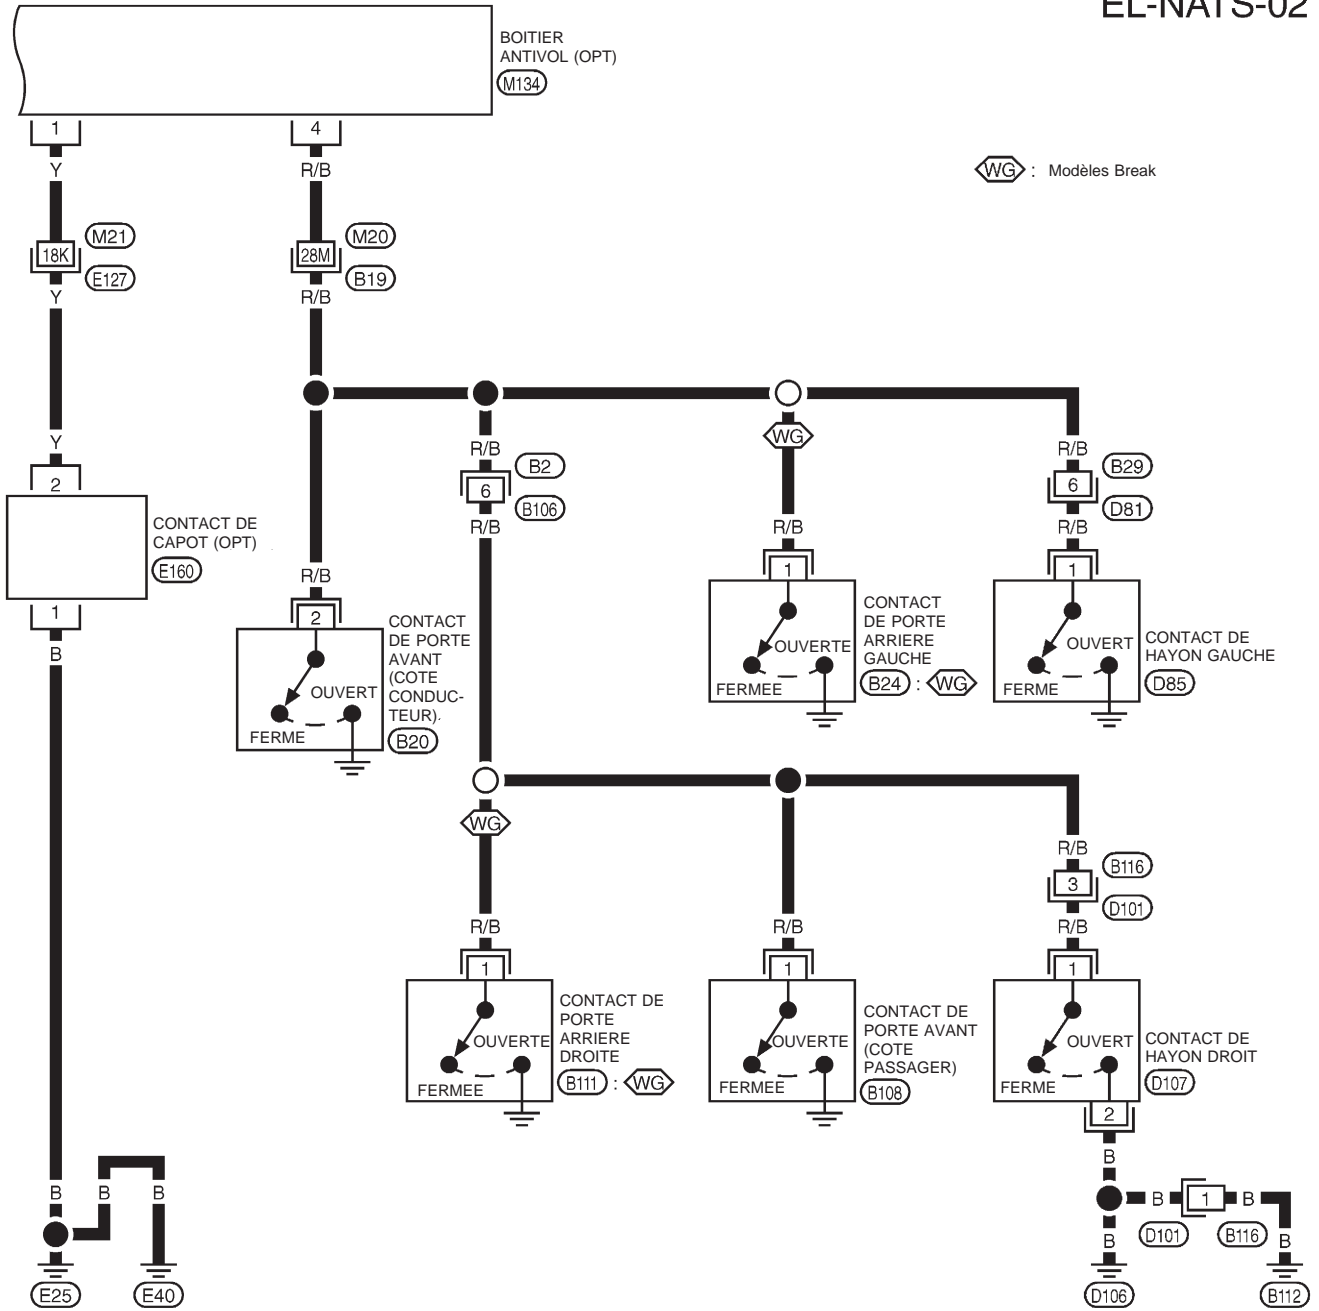 EL-NATS-02
BOITIER
ANTIVOL (OPT)
M134
1
4
Y
R/B
WG : Modèles Break
18K
M21
E127
28M
M20
B19
Y
R/B
WG
Y
R/B
B2
6
B106
R/B
R/B
B29
6
D81
R/B
2
CONTACT DE
CAPOT (OPT)
E160
1
B
R/B
2
CONTACT
DE PORTE
AVANT
(COTE
CONDUC-
TEUR).
B20
OUVERT
FERME
R/B
1
OUVERTE
FERMEE
CONTACT
DE PORTE
ARRIERE
GAUCHE
B24 : WG
1
OUVERT
FERME
CONTACT DE
HAYON GAUCHE
D85
WG
R/B
B116
3
D101
R/B
R/B
R/B
1
OUVERTE
FERMEE
CONTACT DE
PORTE
ARRIERE
DROITE
B111 : WG
1
OUVERTE
FERMEE
CONTACT DE
PORTE AVANT
(COTE
PASSAGER)
B108
1
OUVERT
FERME
CONTACT DE
HAYON DROIT
D107
2
B
B B B
B 1 B
D101
B116
B
B
E25
E40
D106
B112